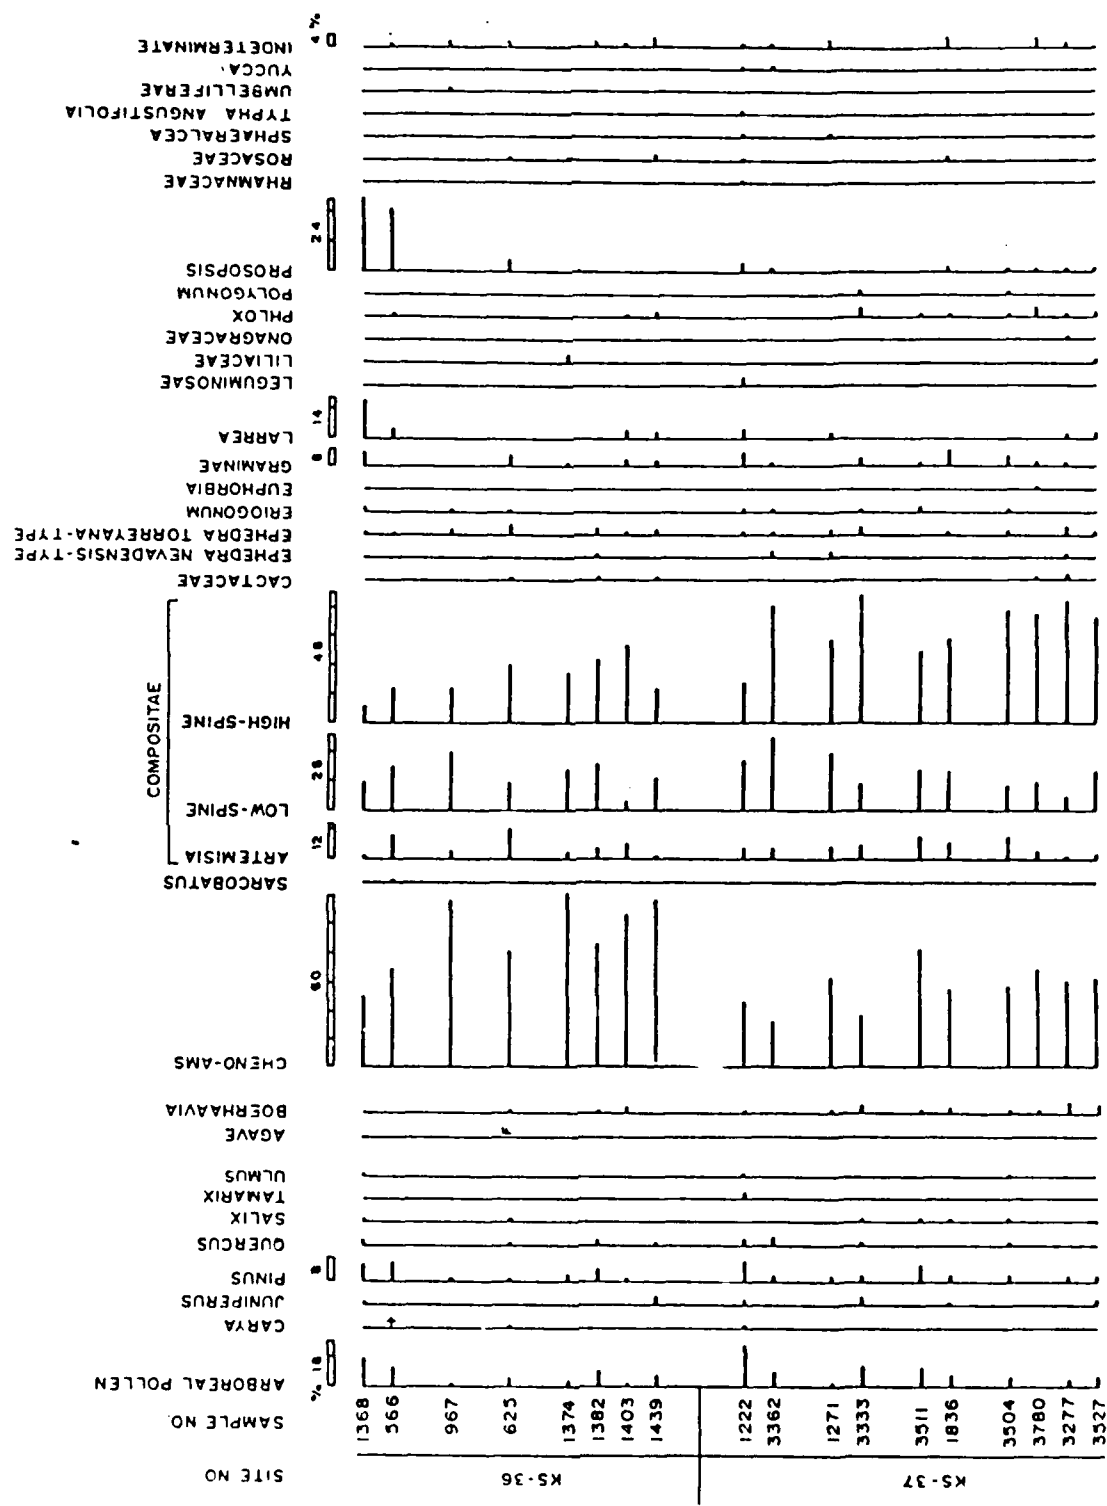 SITE NO
KS-36
KS-37
SAMPLE NO.
1368
566
967
625
1374
1382
1403
1439
1222
3362
1271
3333
3511
1836
3504
3780
3277
3527
ARBOREAL POLLEN
% 18
CARYA
JUNIPERUS
PINUS
8
QUERCUS
SALIX
TAMARIX
ULMUS
AGAVE
BOERHAAVIA
CHENO-AMS
60
SARCOBATUS
COMPOSITAE
ARTEMISIA
12
LOW-SPINE
HIGH-SPINE
48
CACTACEAE
EPHEDRA NEVADENSIS-TYPE
EPHEDRA TORREYANA-TYPE
ERIOGONUM
EUPHORBIA
GRAMINAE
LARREA
14
LEGUMINOSAE
LILIACEAE
ONAGRACEAE
PHLOX
POLYGONUM
PROSOPSIS
24
RHAMNACEAE
ROSACEAE
SPHAERALCEA
TYPHA ANGUSTIFOLIA
UMBELLIFERAE
YUCCA
INDETERMINATE
4 %